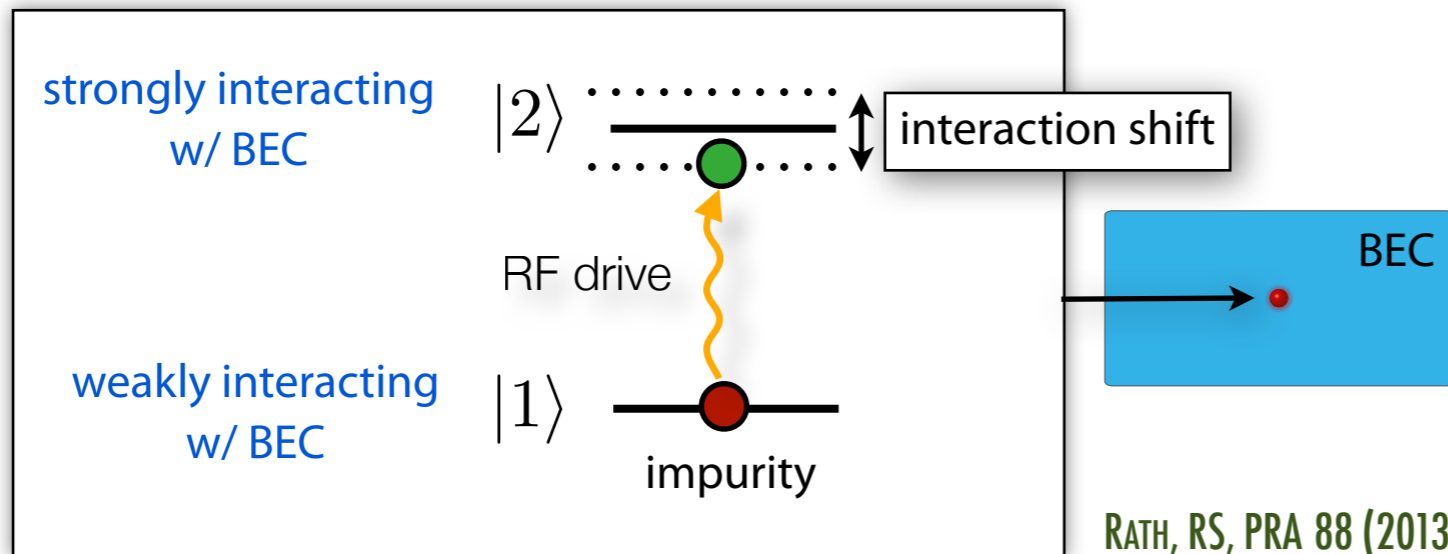 strongly interacting
w/ BEC
|2⟩
interaction shift
BEC
RF drive
weakly interacting
w/ BEC
|1⟩
impurity
RATH, RS, PRA 88 (2013